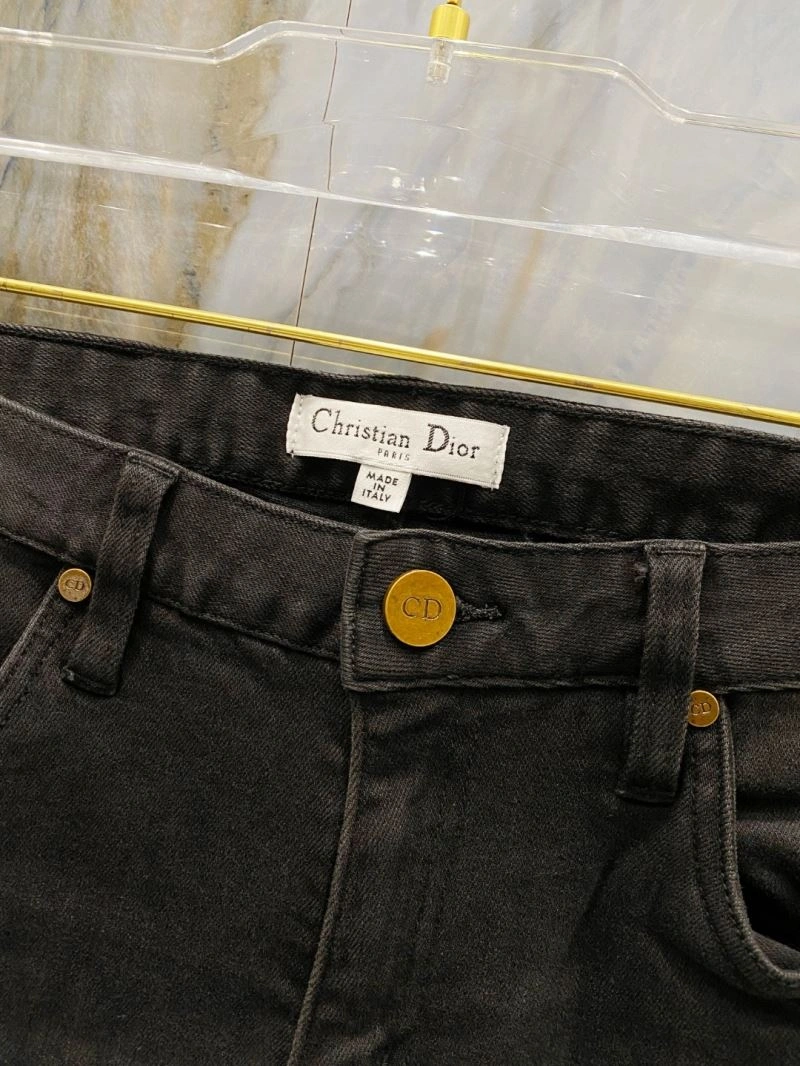 Christian Dior
PARIS
MADE
IN
ITALY
CD
CD
CD